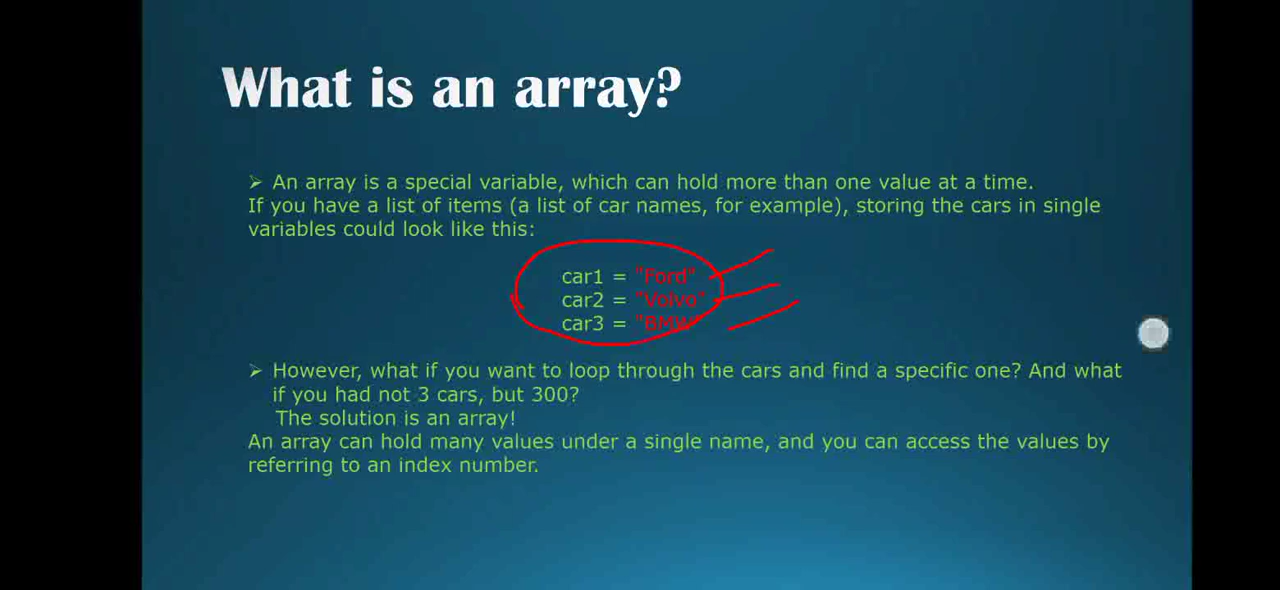 What is an array?
➢ An array is a special variable, which can hold more than one value at a time.
If you have a list of items (a list of car names, for example), storing the cars in single
variables could look like this:
car1 = "Ford"
car2 = "Volvo"
car3 = "BMW"
➢ However, what if you want to loop through the cars and find a specific one? And what
if you had not 3 cars, but 300?
The solution is an array!
An array can hold many values under a single name, and you can access the values by
referring to an index number.